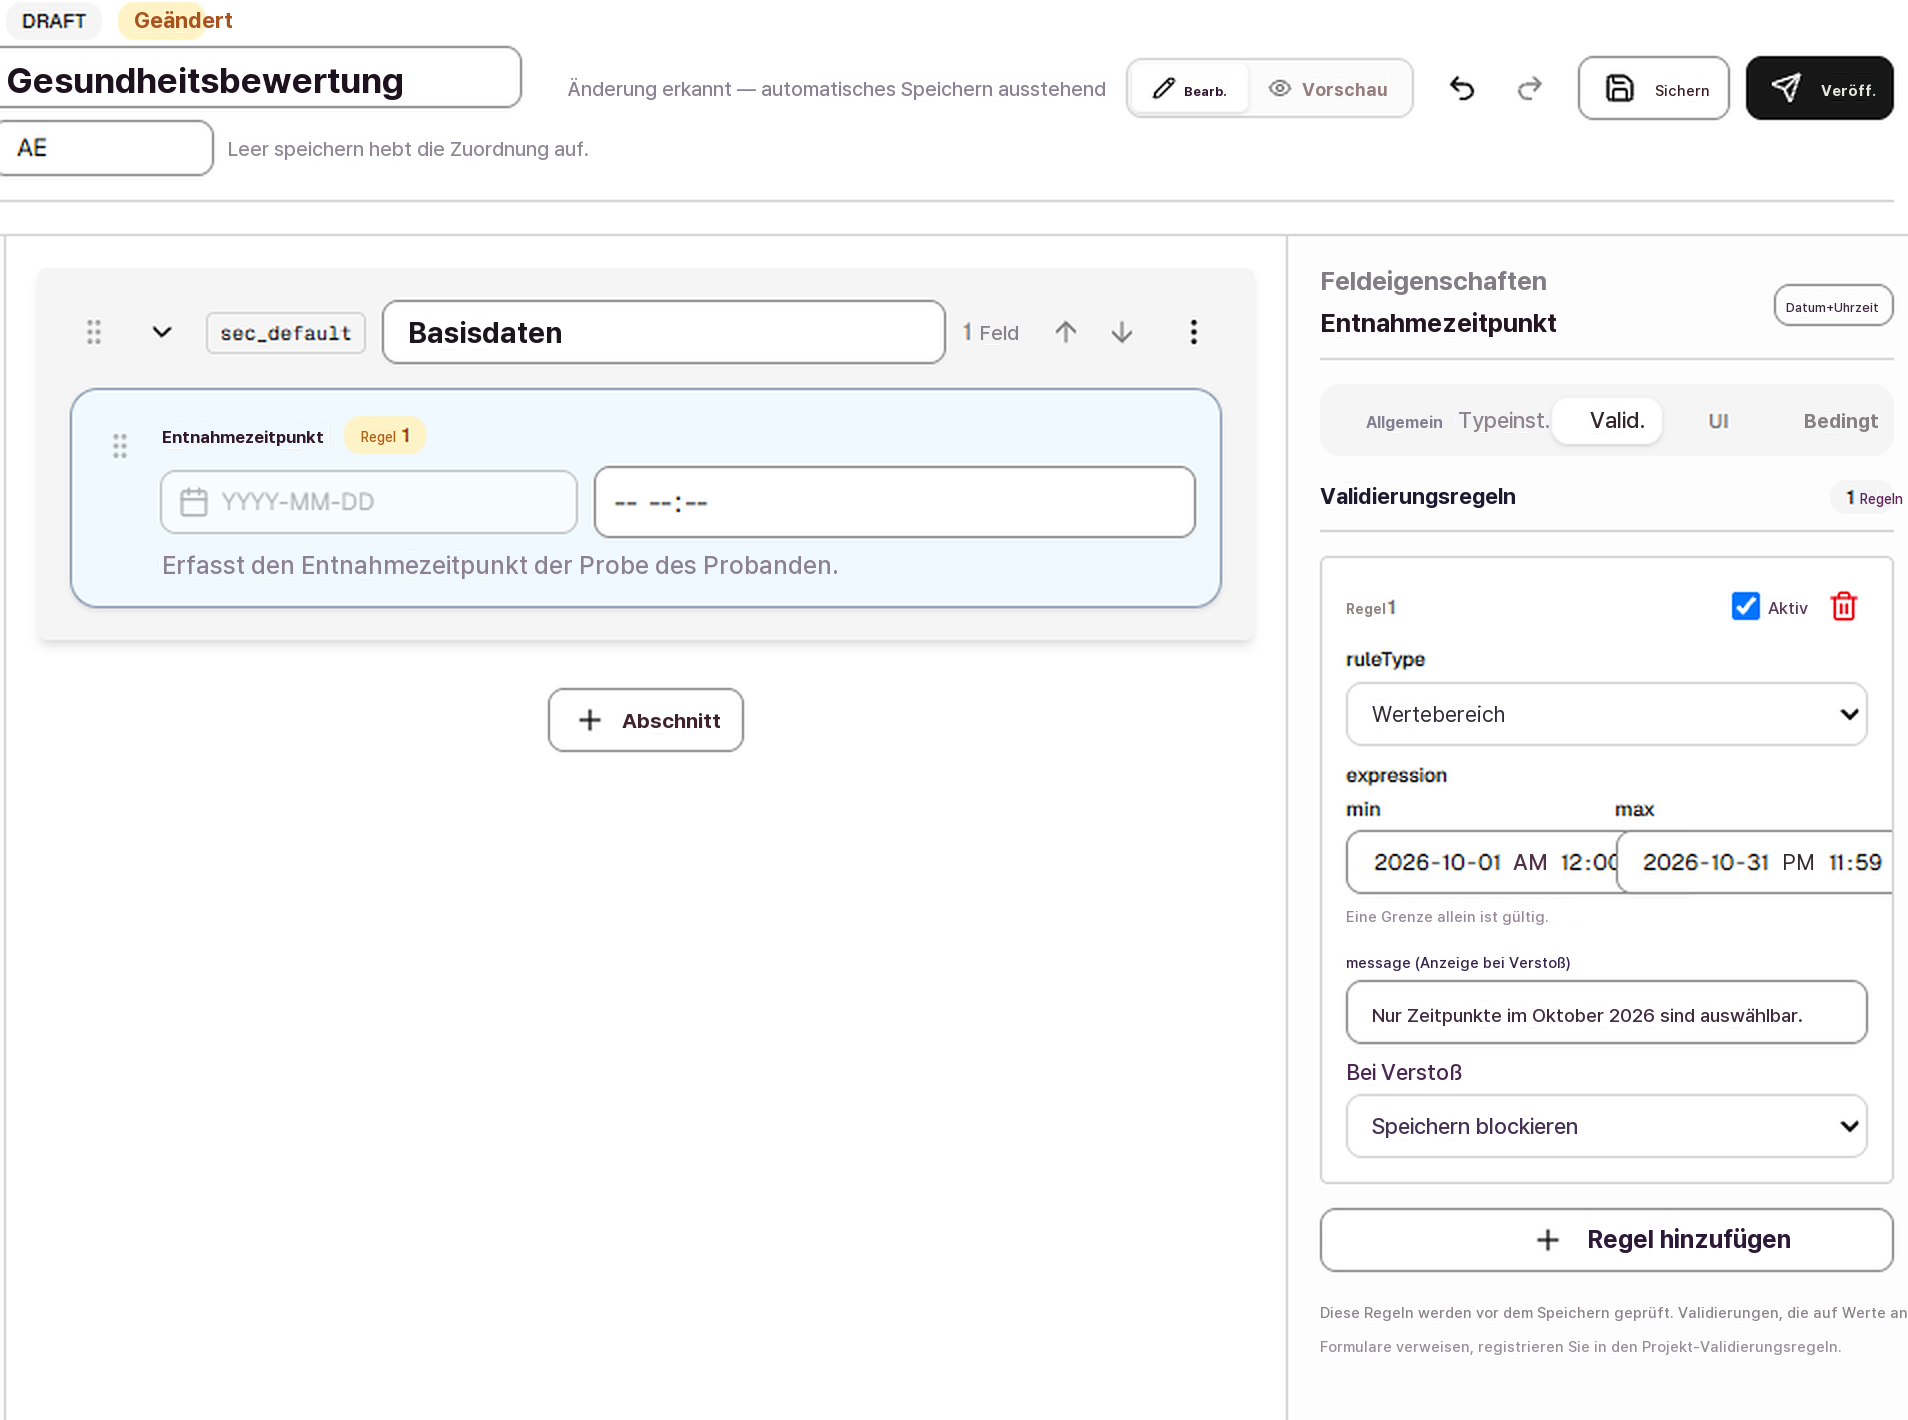 DRAFT Geändert
Gesundheitsbewertung
Änderung erkannt — automatisches Speichern ausstehend
Bearb. Vorschau
Sichern
Veröff.
AE
Leer speichern hebt die Zuordnung auf.
sec_default
Basisdaten
1 Feld
Entnahmezeitpunkt Regel 1
YYYY-MM-DD
-- --:--
Erfasst den Entnahmezeitpunkt der Probe des Probanden.
Abschnitt
Feldeigenschaften
Entnahmezeitpunkt
Datum+Uhrzeit
Allgemein Typeinst. Valid. UI Bedingt
Validierungsregeln
1 Regeln
Regel 1
Aktiv
ruleType
Wertebereich
expression
min max
2026-10-01 AM 12:00 2026-10-31 PM 11:59
Eine Grenze allein ist gültig.
message (Anzeige bei Verstoß)
Nur Zeitpunkte im Oktober 2026 sind auswählbar.
Bei Verstoß
Speichern blockieren
Regel hinzufügen
Diese Regeln werden vor dem Speichern geprüft. Validierungen, die auf Werte an
Formulare verweisen, registrieren Sie in den Projekt-Validierungsregeln.